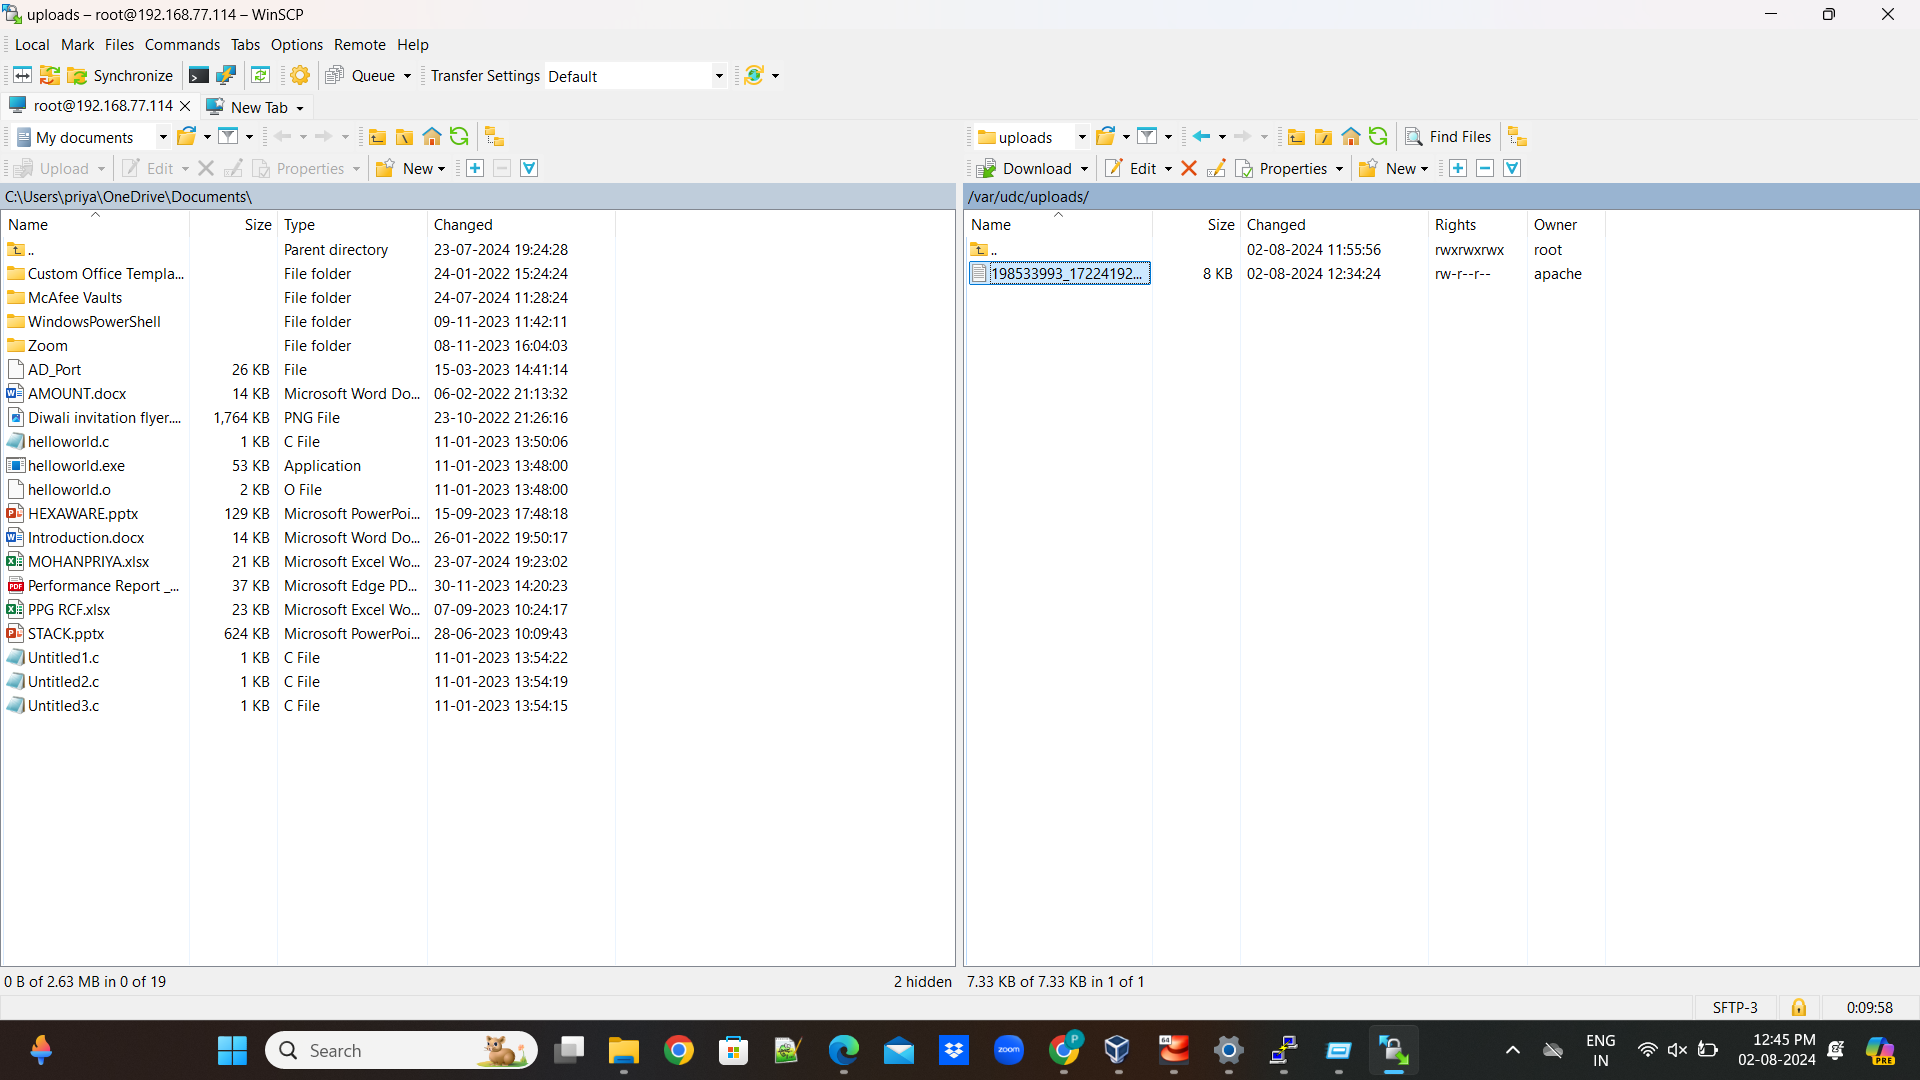 uploads – root@192.168.77.114 – WinSCP
Local Mark Files Commands Tabs Options Remote Help
Synchronize Queue Transfer Settings Default
root@192.168.77.114 New Tab
My documents
Upload Edit Properties New
C:\Users\priya\OneDrive\Documents\
Name Size Type Changed
.. Parent directory 23-07-2024 19:24:28
Custom Office Templa... File folder 24-01-2022 15:24:24
McAfee Vaults File folder 24-07-2024 11:28:24
WindowsPowerShell File folder 09-11-2023 11:42:11
Zoom File folder 08-11-2023 16:04:03
AD_Port 26 KB File 15-03-2023 14:41:14
AMOUNT.docx 14 KB Microsoft Word Do... 06-02-2022 21:13:32
Diwali invitation flyer.... 1,764 KB PNG File 23-10-2022 21:26:16
helloworld.c 1 KB C File 11-01-2023 13:50:06
helloworld.exe 53 KB Application 11-01-2023 13:48:00
helloworld.o 2 KB O File 11-01-2023 13:48:00
HEXAWARE.pptx 129 KB Microsoft PowerPoi... 15-09-2023 17:48:18
Introduction.docx 14 KB Microsoft Word Do... 26-01-2022 19:50:17
MOHANPRIYA.xlsx 21 KB Microsoft Excel Wo... 23-07-2024 19:23:02
Performance Report _... 37 KB Microsoft Edge PD... 30-11-2023 14:20:23
PPG RCF.xlsx 23 KB Microsoft Excel Wo... 07-09-2023 10:24:17
STACK.pptx 624 KB Microsoft PowerPoi... 28-06-2023 10:09:43
Untitled1.c 1 KB C File 11-01-2023 13:54:22
Untitled2.c 1 KB C File 11-01-2023 13:54:19
Untitled3.c 1 KB C File 11-01-2023 13:54:15
0 B of 2.63 MB in 0 of 19 2 hidden
uploads Find Files
Download Edit Properties New
/var/udc/uploads/
Name Size Changed Rights Owner
.. 02-08-2024 11:55:56 rwxrwxrwx root
198533993_17224192... 8 KB 02-08-2024 12:34:24 rw-r--r-- apache
7.33 KB of 7.33 KB in 1 of 1
SFTP-3 0:09:58
Search
zoom
P
64
ENG
IN
12:45 PM
02-08-2024
PRE